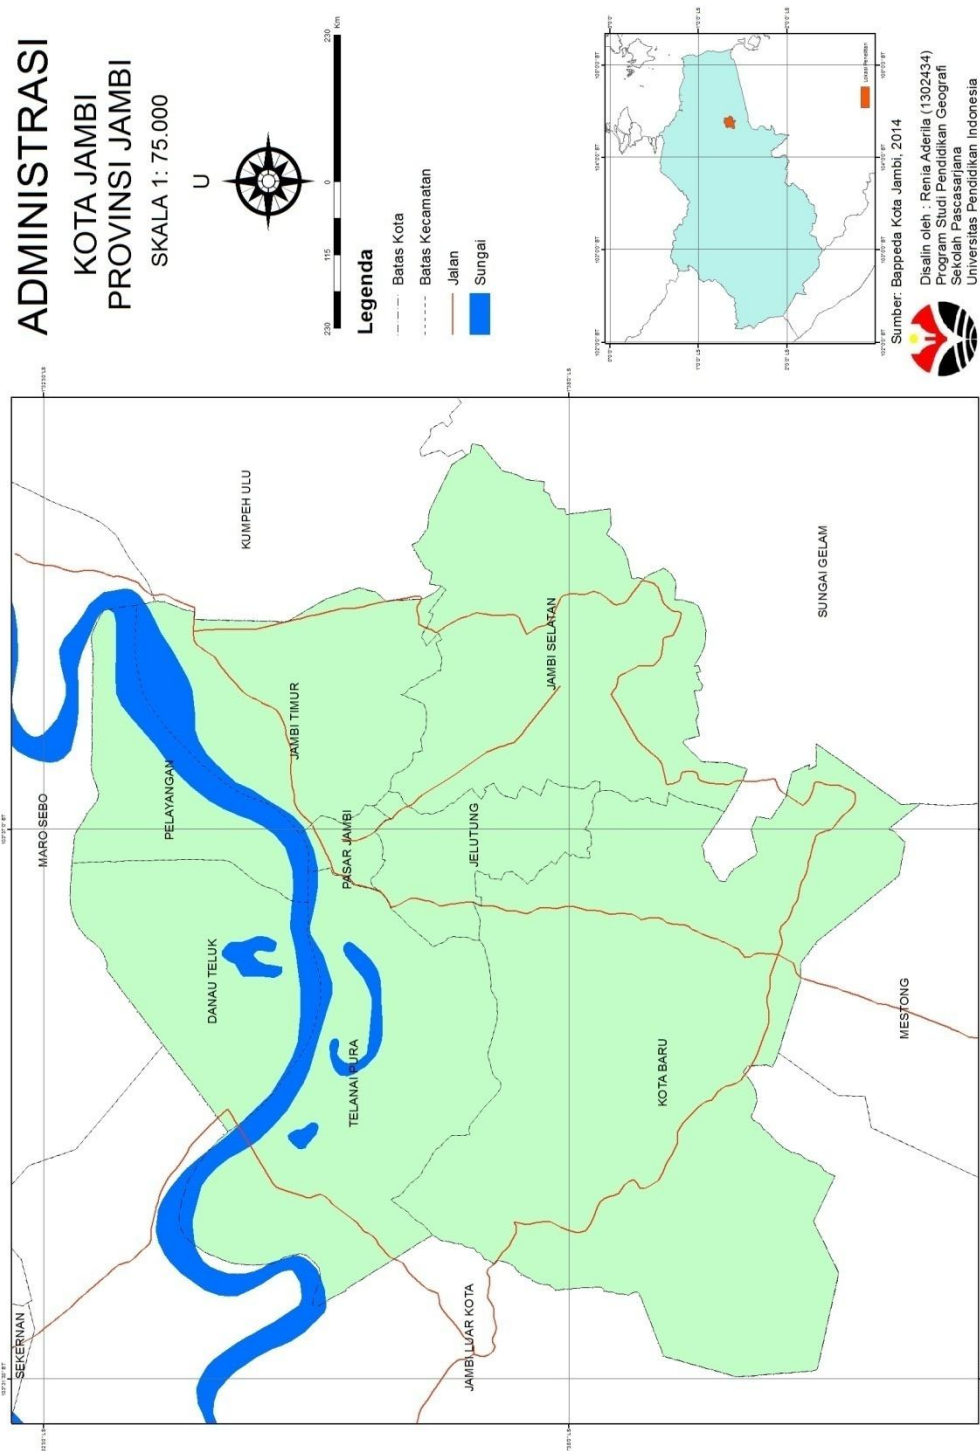 ADMINISTRASI
KOTA JAMBI
PROVINSI JAMBI
SKALA 1: 75.000
U
230
115
0
230
Km
Legenda
Batas Kota
Batas Kecamatan
Jalan
Sungai
Lokasi Penelitian
Sumber: Bappeda Kota Jambi, 2014
Disalin oleh : Renia Aderila (1302434)
Program Studi Pendidikan Geografi
Sekolah Pascasarjana
Universitas Pendidikan Indonesia
SEKERNAN
MARO SEBO
KUMPEH ULU
PELAYANGAN
DANAU TELUK
JAMBI TIMUR
PASAR JAMBI
TELANAI PURA
JELUTUNG
JAMBI SELATAN
JAMBI LUAR KOTA
KOTA BARU
SUNGAI GELAM
MESTONG